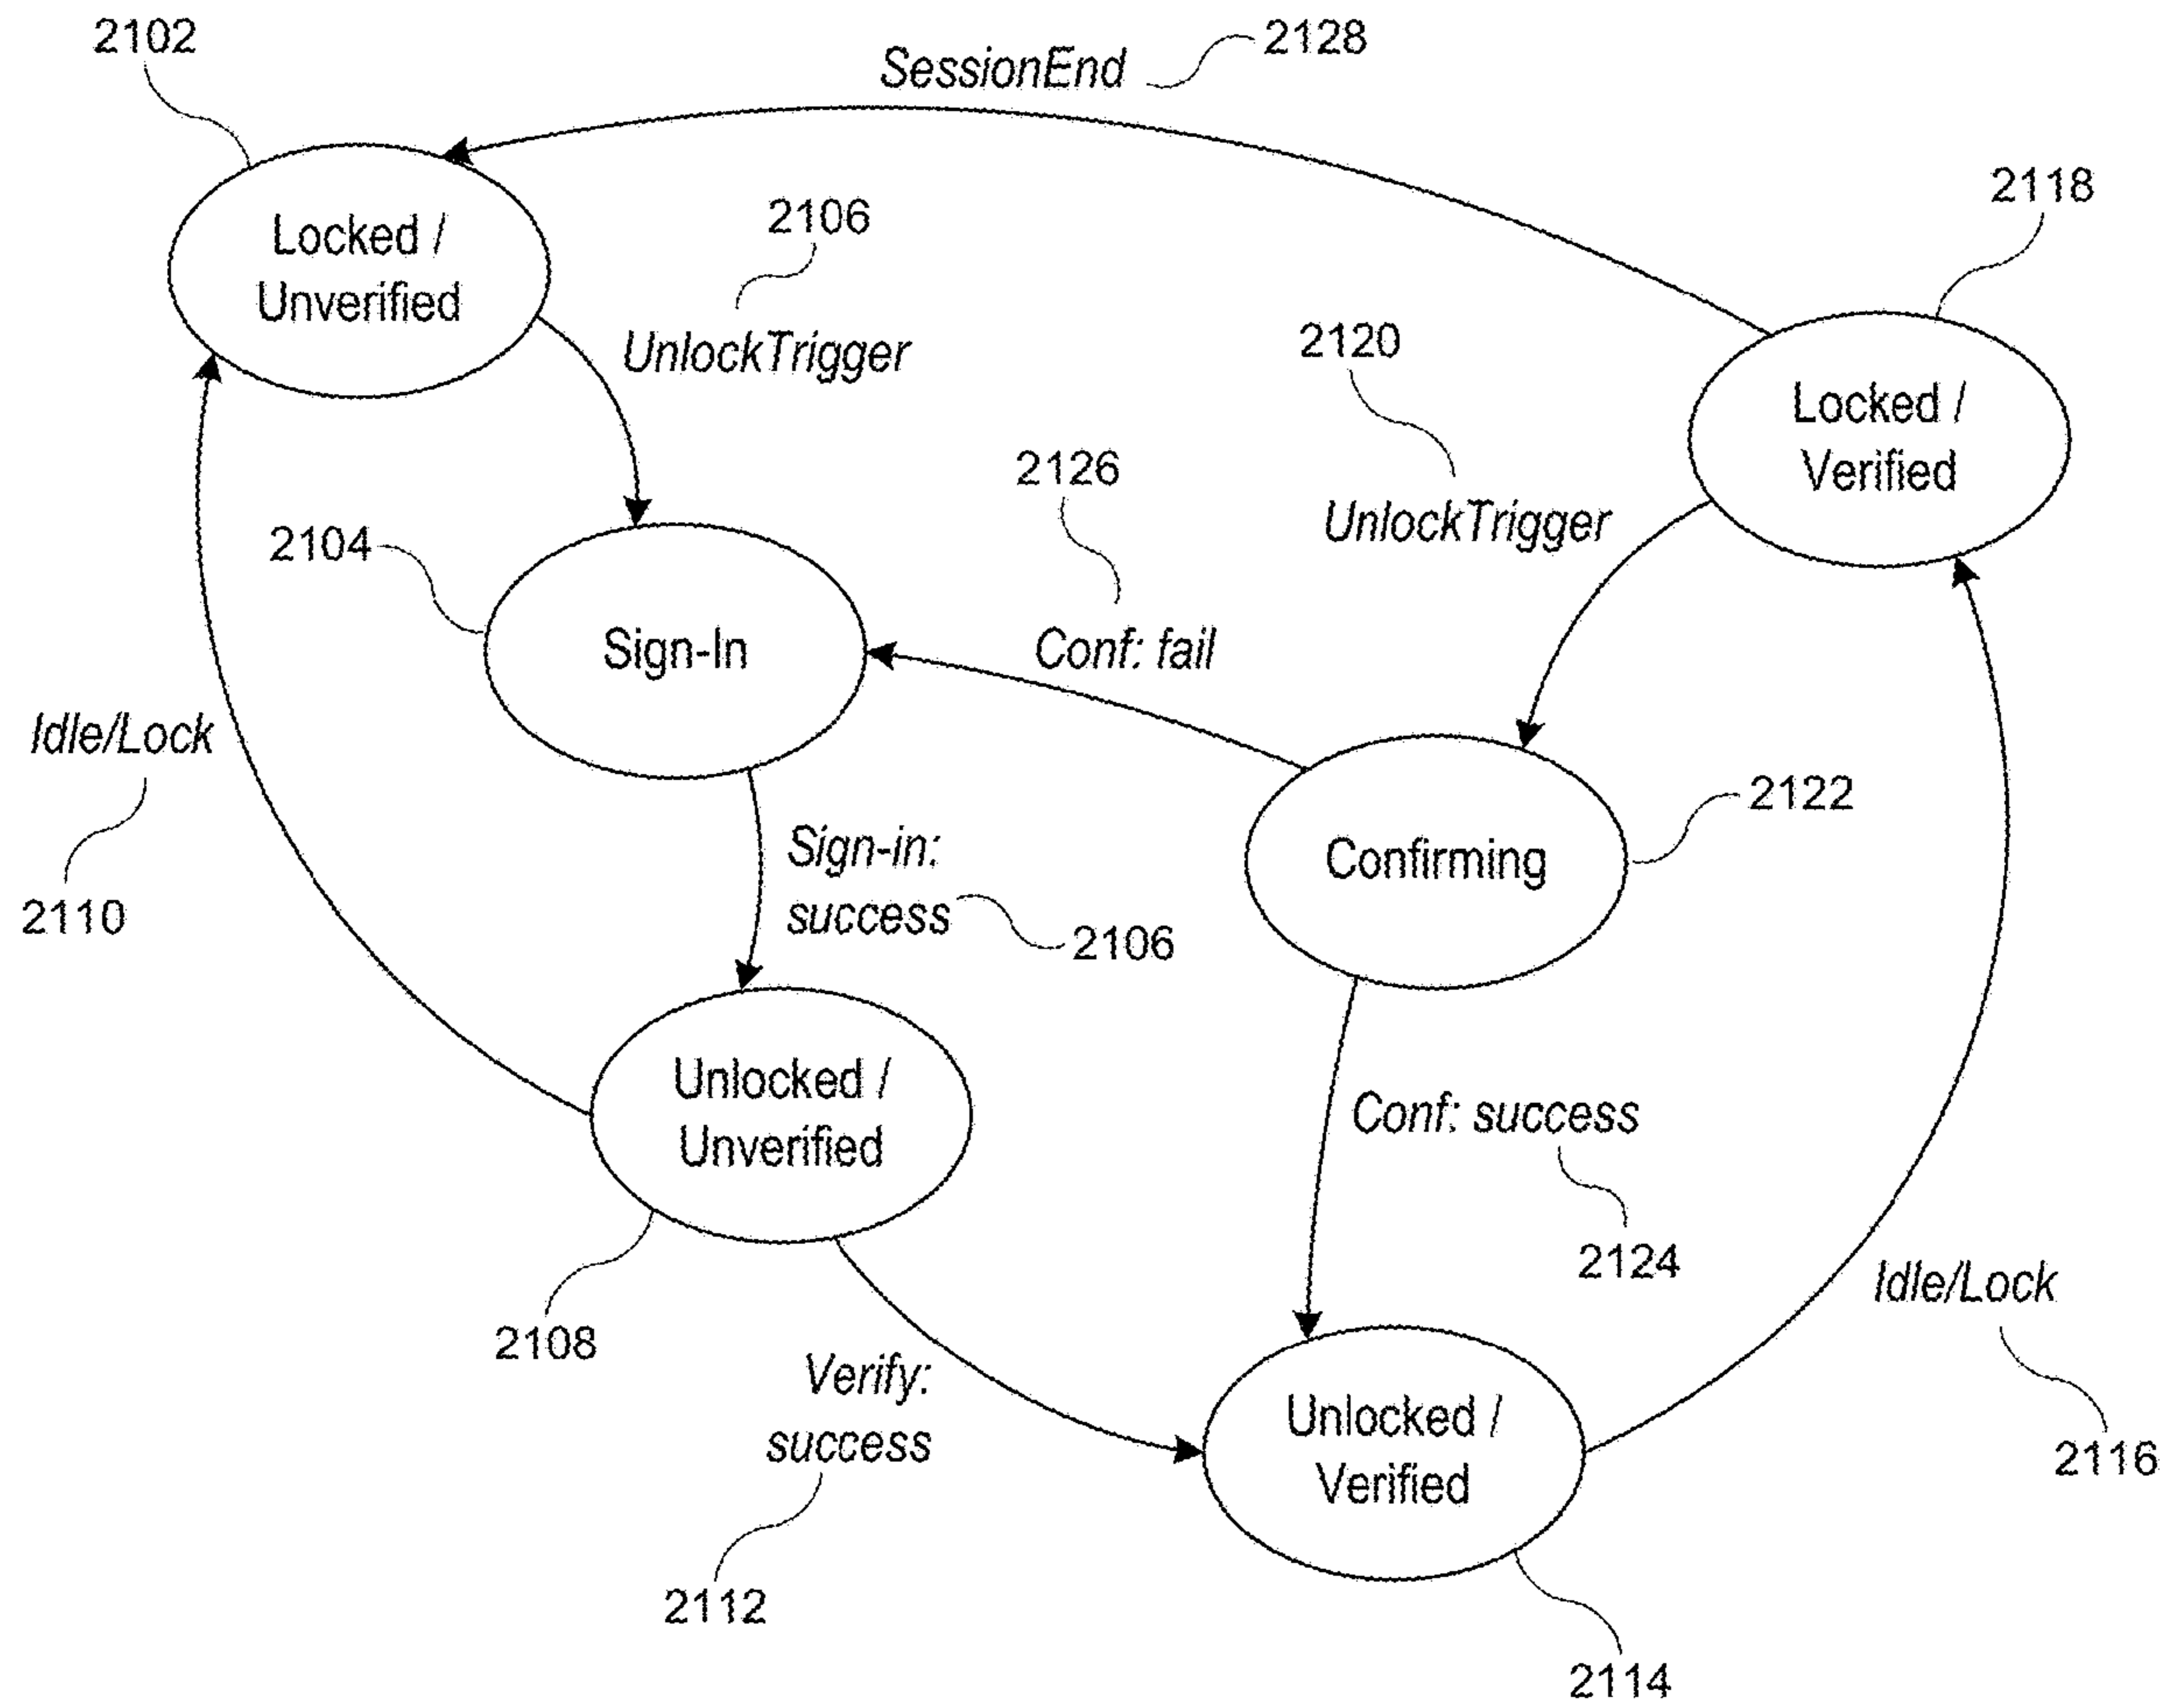 2102
SessionEnd
2128
Locked /
Unverified
2106
UnlockTrigger
2118
2120
Locked /
Verified
2126
UnlockTrigger
2104
Sign-In
Conf: fail
Idle/Lock
2110
2122
Confirming
Sign-in:
success
2106
Unlocked /
Unverified
Conf: success
2124
2108
Idle/Lock
2116
Verify:
success
2112
Unlocked /
Verified
2114